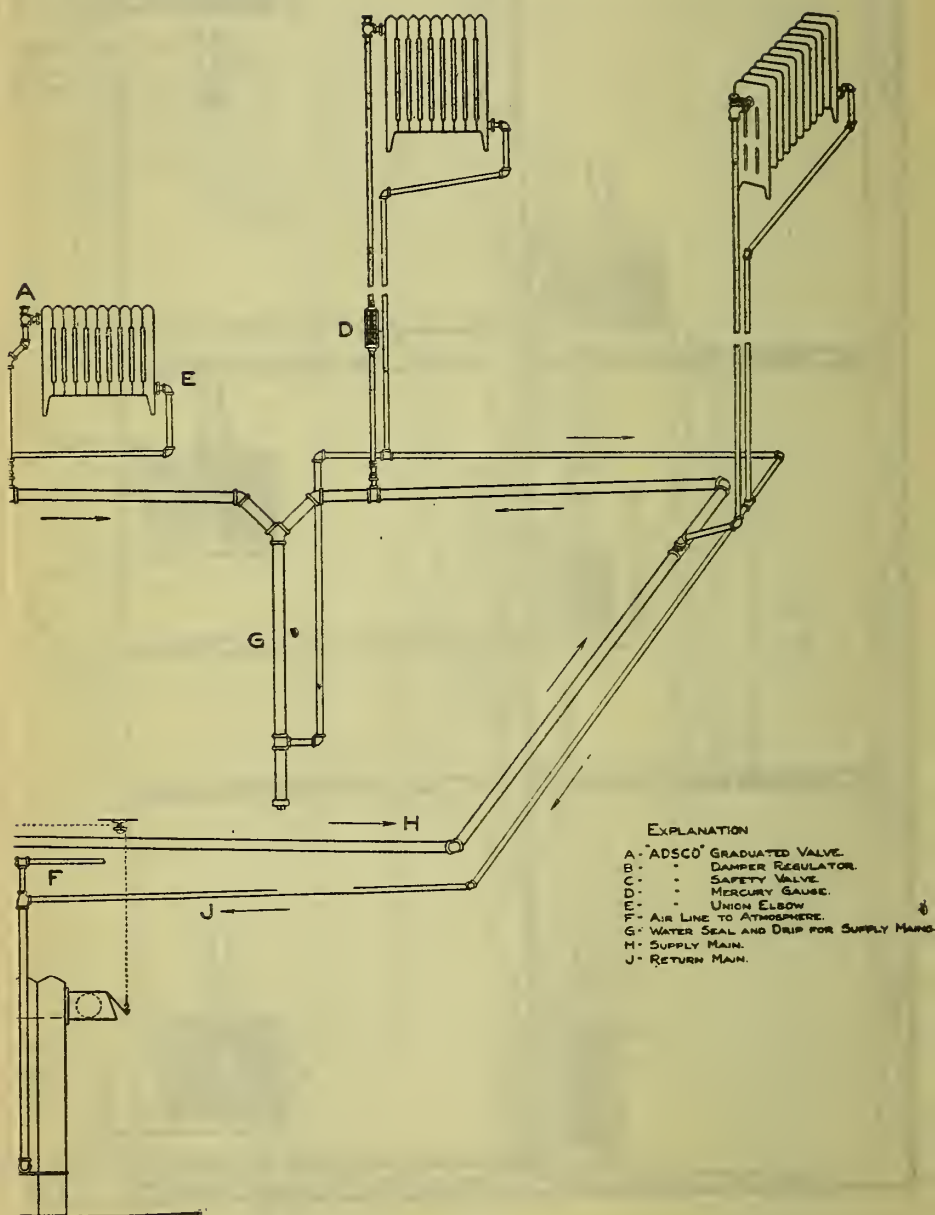 A
D
E
G
H
F
J
EXPLANATION
A - "ADSCO" GRADUATED VALVE.
B - " DAMPER REGULATOR.
C - " SAFETY VALVE.
D - " MERCURY GAUGE.
E - " UNION ELBOW
F - AIR LINE TO ATMOSPHERE.
G - WATER SEAL AND DRIP FOR SUPPLY MAINS.
H - SUPPLY MAIN.
J - RETURN MAIN.